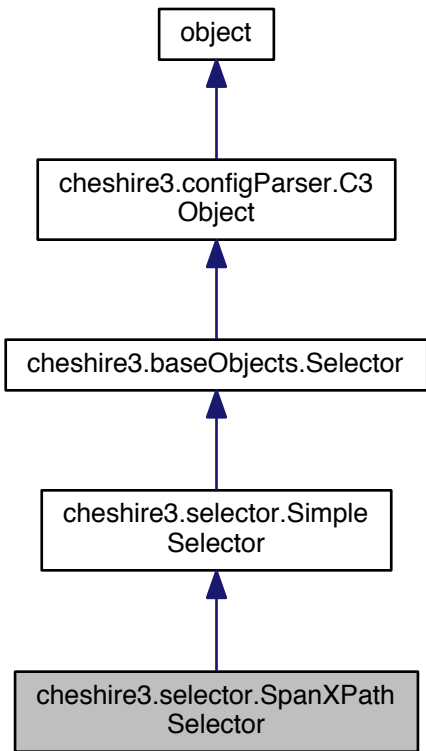 object
cheshire3.configParser.C3
Object
cheshire3.baseObjects.Selector
cheshire3.selector.Simple
Selector
cheshire3.selector.SpanXPath
Selector